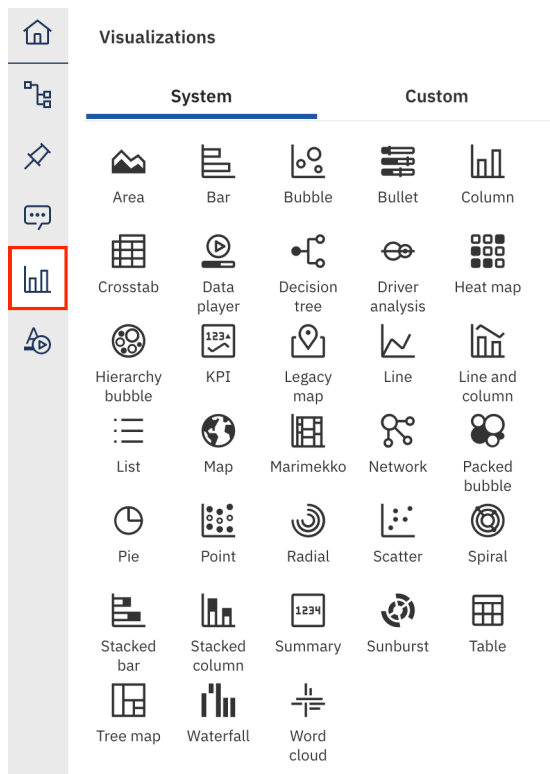 Visualizations
System
Custom
Area
Bar
Bubble
Bullet
Column
Crosstab
Data
player
Decision
tree
Driver
analysis
Heat map
Hierarchy
bubble
123
KPI
Legacy
map
Line
Line and
column
List
Map
Marimekko
Network
Packed
bubble
Pie
Point
Radial
Scatter
Spiral
Stacked
bar
Stacked
column
1234
Summary
Sunburst
Table
Tree map
Waterfall
Word
cloud